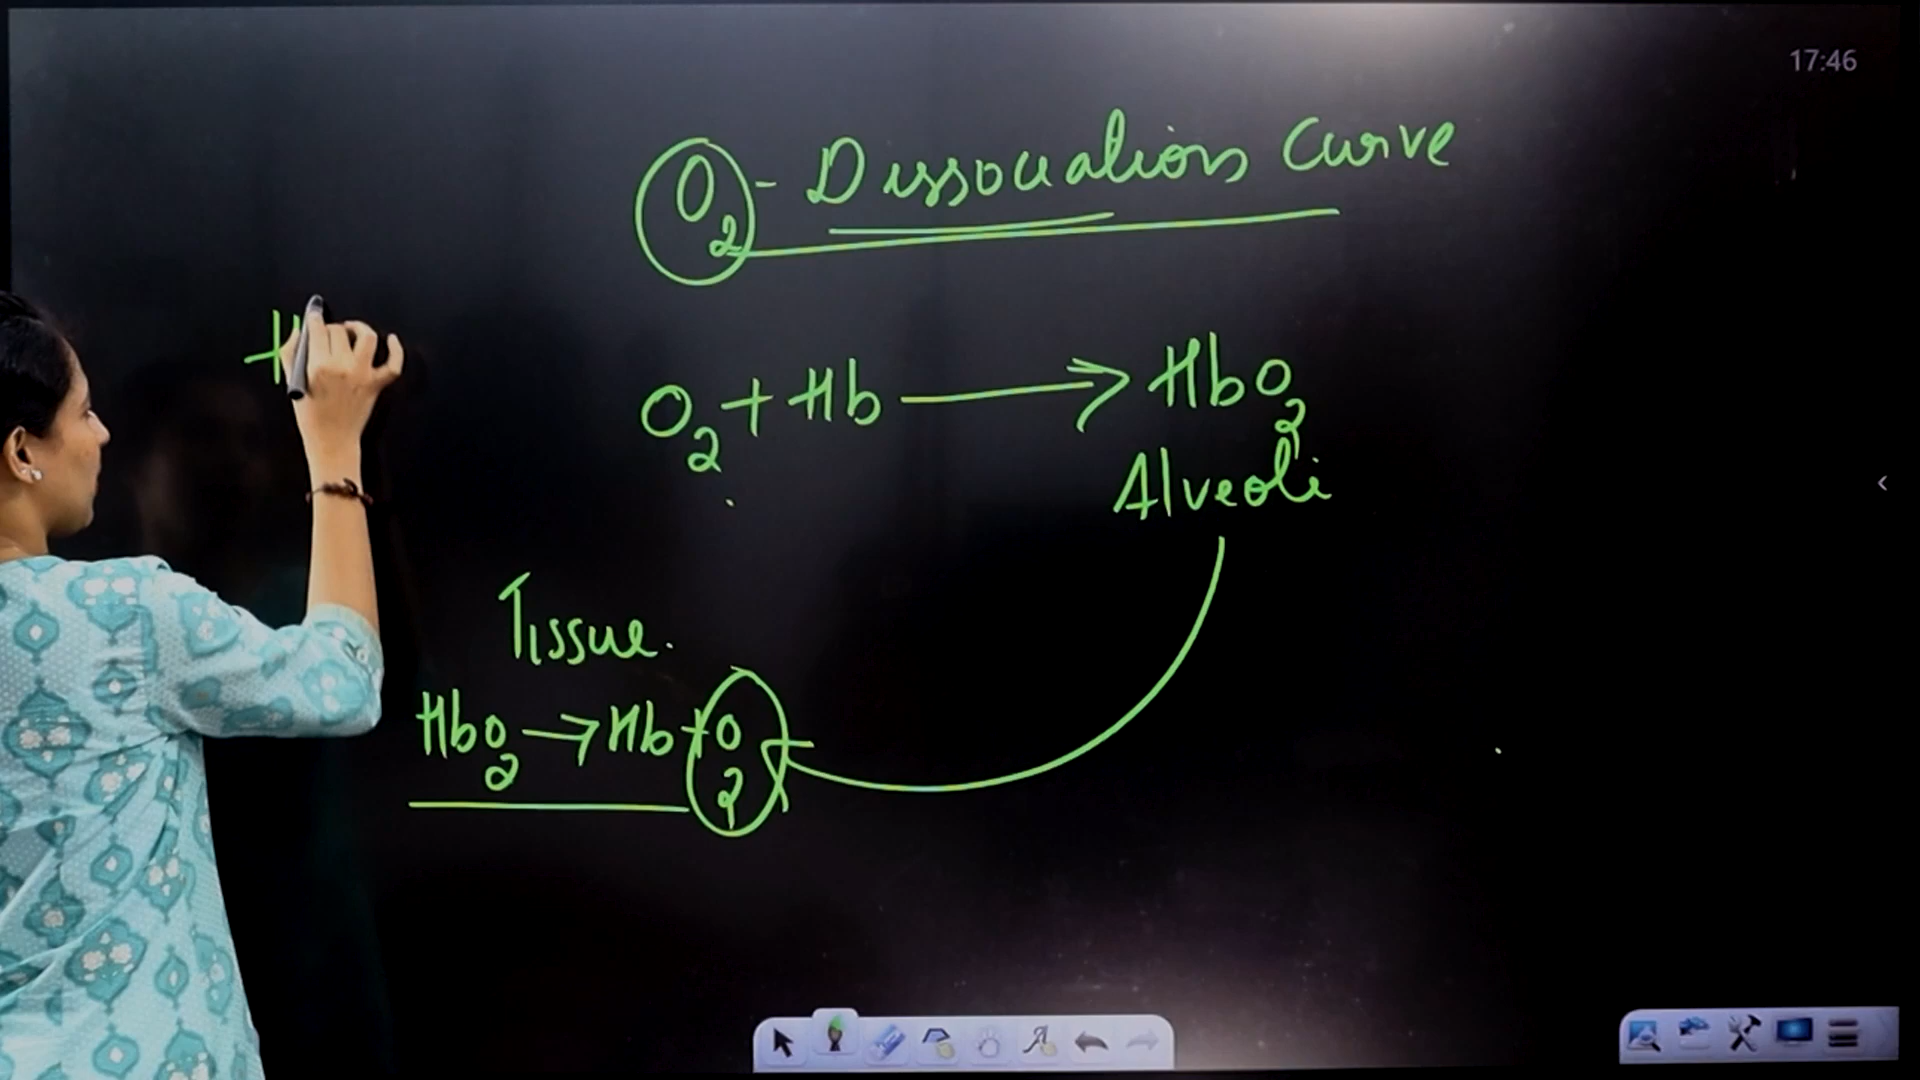 17:46
O2 - Dissociation Curve
H
O2 + Hb → HbO2
Alveoli
Tissue.
HbO2 → Hb + O2